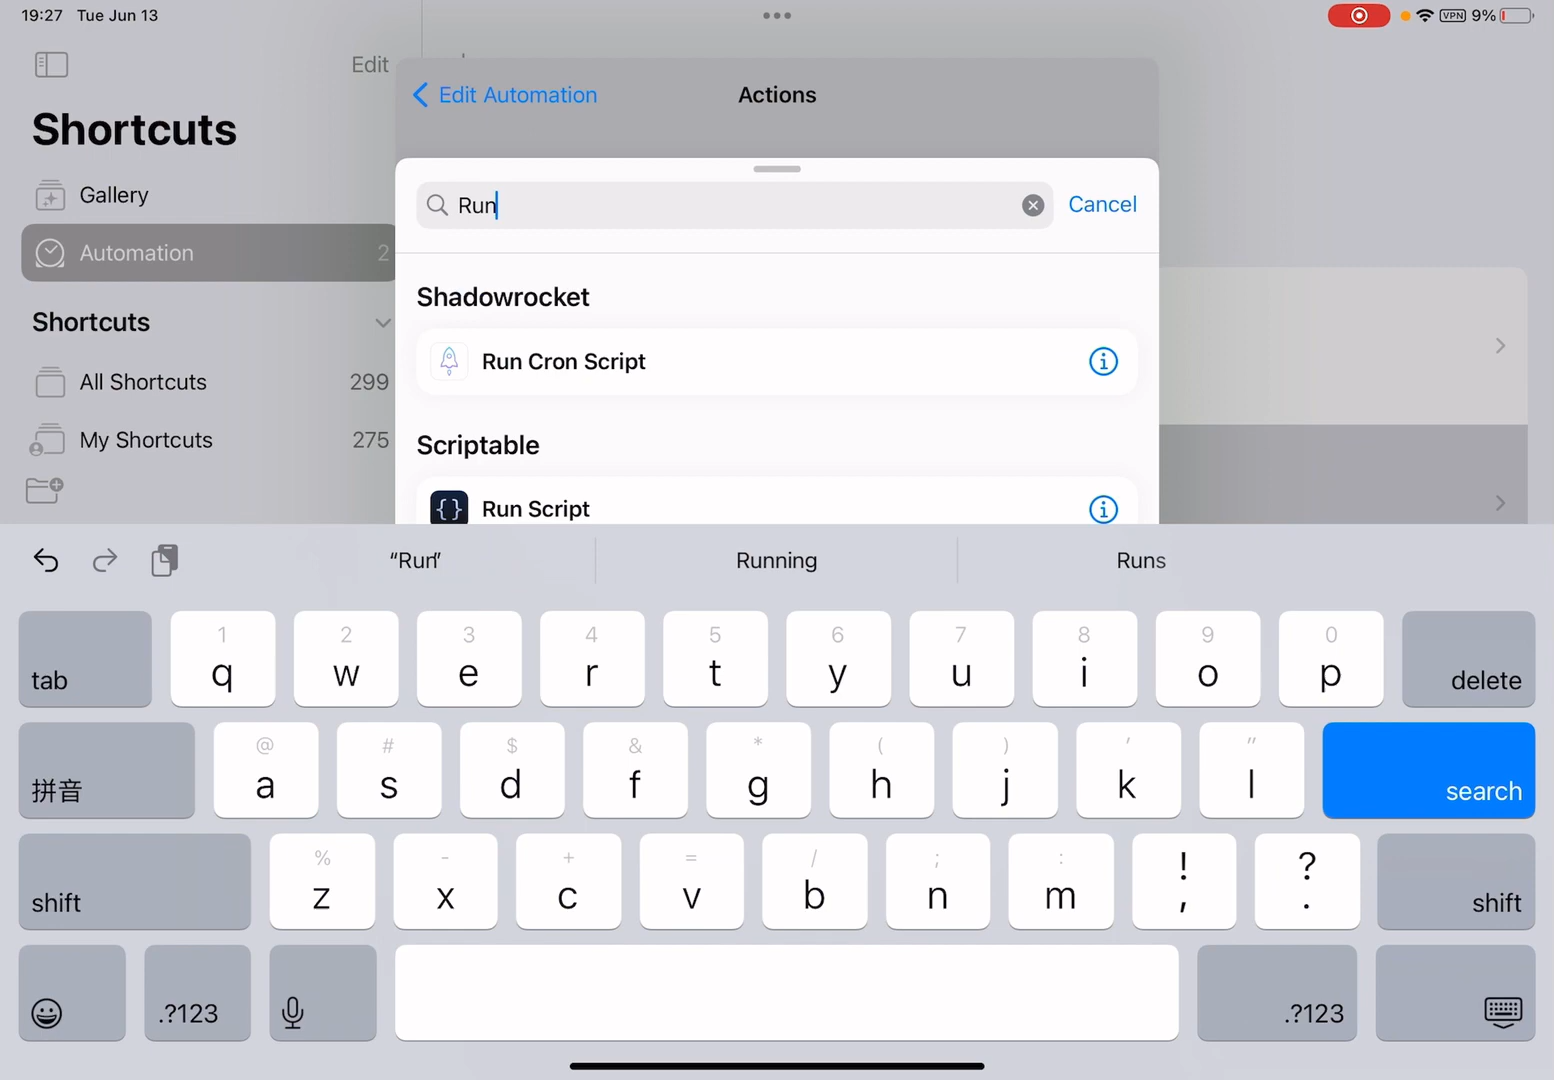 19:27 Tue Jun 13
VPN 9%
Edit
Edit Automation
Actions
Shortcuts
Gallery
Automation 2
Shortcuts
All Shortcuts 299
My Shortcuts 275
Run
Cancel
Shadowrocket
Run Cron Script
Scriptable
{} Run Script
“Run” Running Runs
1 2 3 4 5 6 7 8 9 0
tab q w e r t y u i o p delete
@ # $ & * ( ) ' "
拼音 a s d f g h j k l search
% - + = / ; : ! ?
shift z x c v b n m , . shift
.?123 .?123